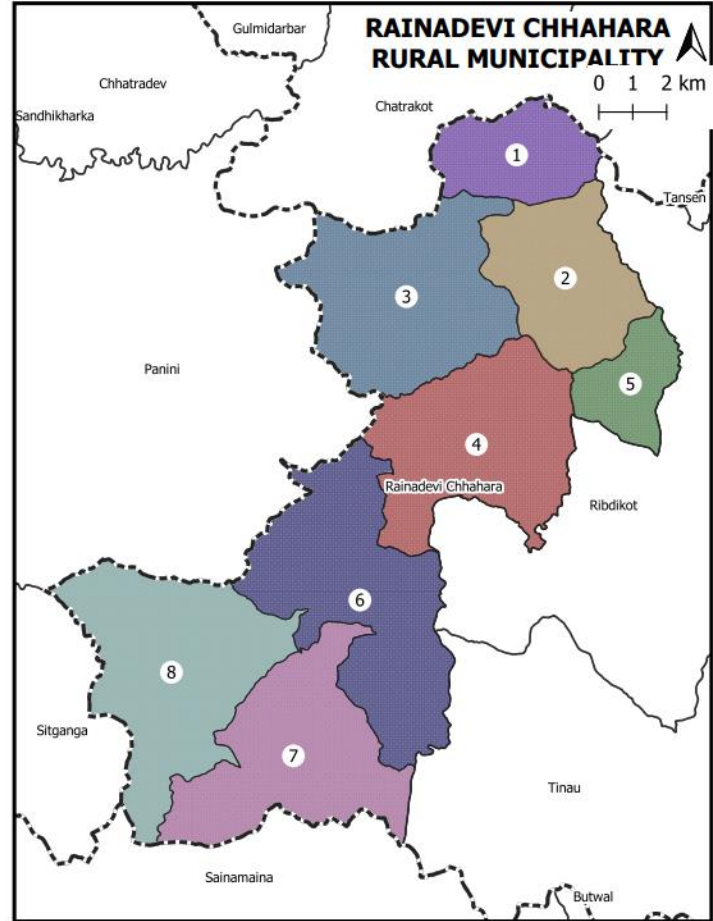 RAINADEVI CHHAHARA
RURAL MUNICIPALITY
0 1 2 km
Gulmidarbar
Chhatradev
Sandhikharka
Chatrakot
1
Tansen
2
3
Panini
5
4
Rainadevi Chhahara
Ribdikot
6
8
Sitganga
7
Tinau
Sainamaina
Butwal